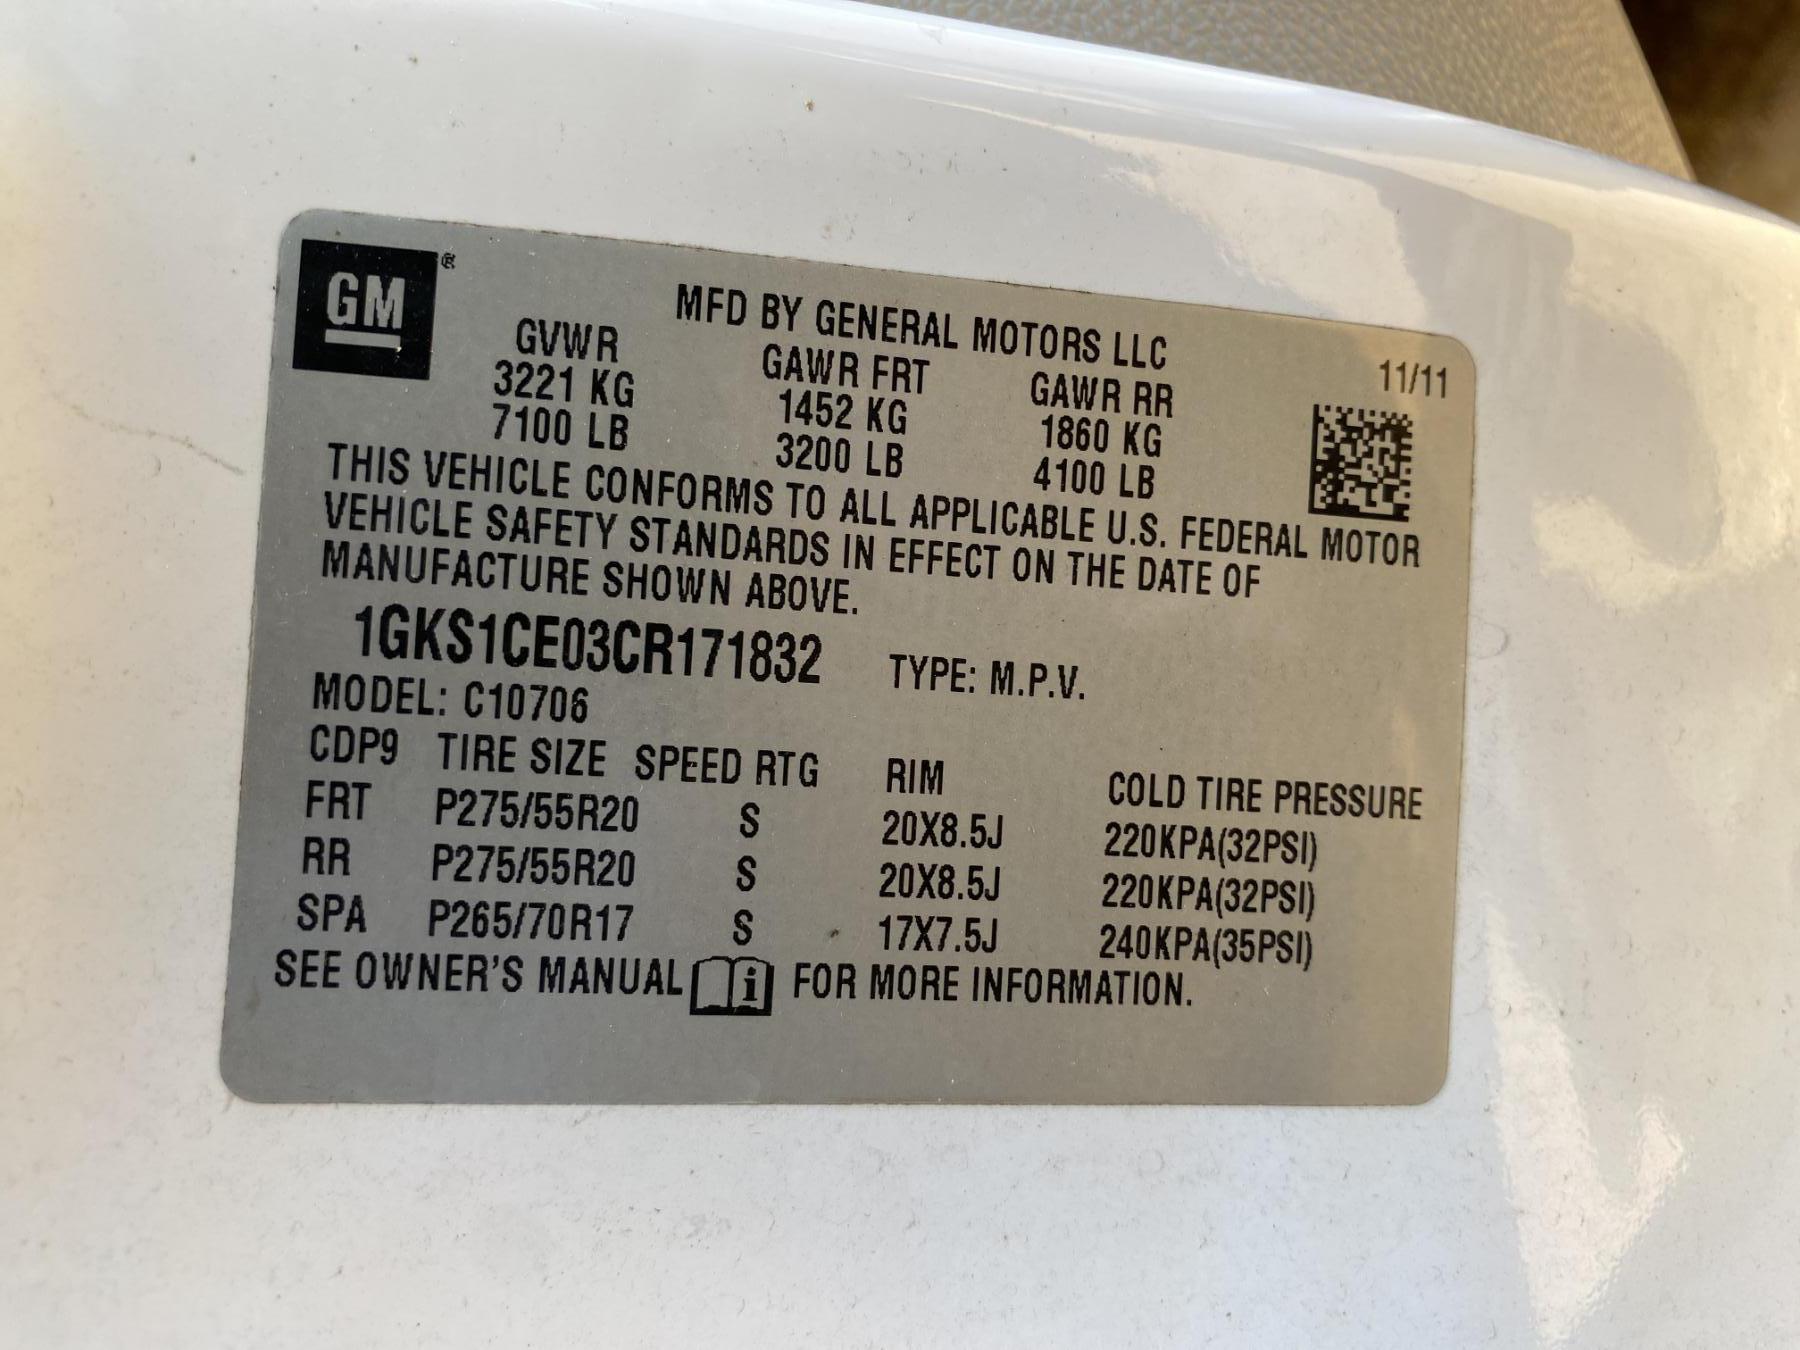 GM®
MFD BY GENERAL MOTORS LLC 11/11
GVWR GAWR FRT GAWR RR
3221 KG 1452 KG 1860 KG
7100 LB 3200 LB 4100 LB
THIS VEHICLE CONFORMS TO ALL APPLICABLE U.S. FEDERAL MOTOR
VEHICLE SAFETY STANDARDS IN EFFECT ON THE DATE OF
MANUFACTURE SHOWN ABOVE.
1GKS1CE03CR171832 TYPE: M.P.V.
MODEL: C10706
CDP9 TIRE SIZE SPEED RTG RIM COLD TIRE PRESSURE
FRT P275/55R20 S 20X8.5J 220KPA(32PSI)
RR P275/55R20 S 20X8.5J 220KPA(32PSI)
SPA P265/70R17 S 17X7.5J 240KPA(35PSI)
SEE OWNER'S MANUAL i FOR MORE INFORMATION.